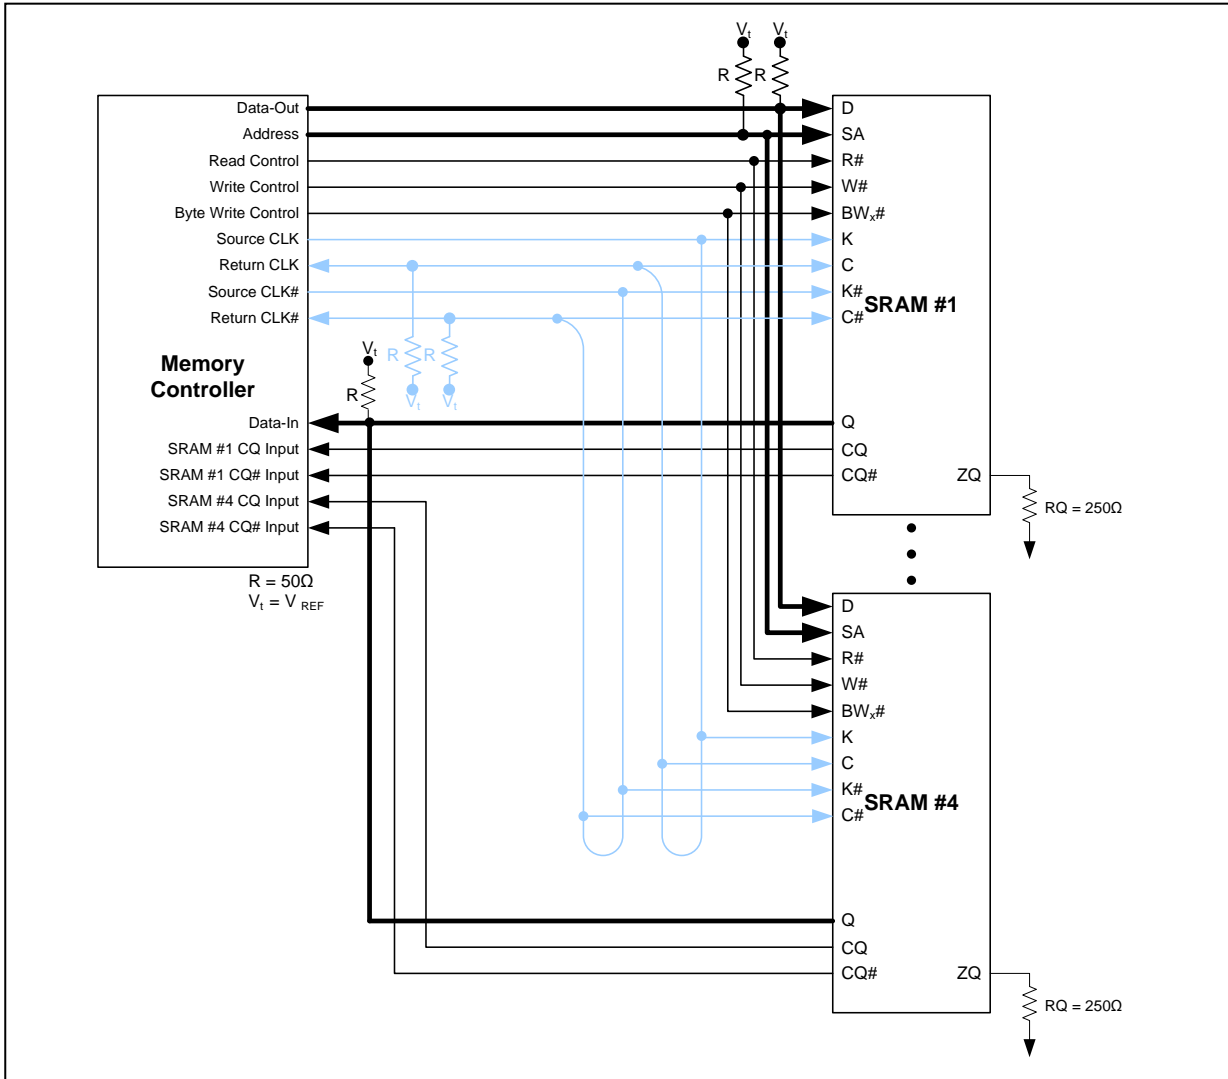 Vt
Vt
R
R
Data-Out
Address
Read Control
Write Control
Byte Write Control
Source CLK
Return CLK
Source CLK#
Return CLK#
Memory
Controller
Data-In
SRAM #1 CQ Input
SRAM #1 CQ# Input
SRAM #4 CQ Input
SRAM #4 CQ# Input
R = 50Ω
Vt = V REF
Vt
R
R
R
Vt
Vt
D
SA
R#
W#
BWx#
K
C
K#
C#
SRAM #1
Q
CQ
CQ#
ZQ
RQ = 250Ω
D
SA
R#
W#
BWx#
K
C
K#
C#
SRAM #4
Q
CQ
CQ#
ZQ
RQ = 250Ω